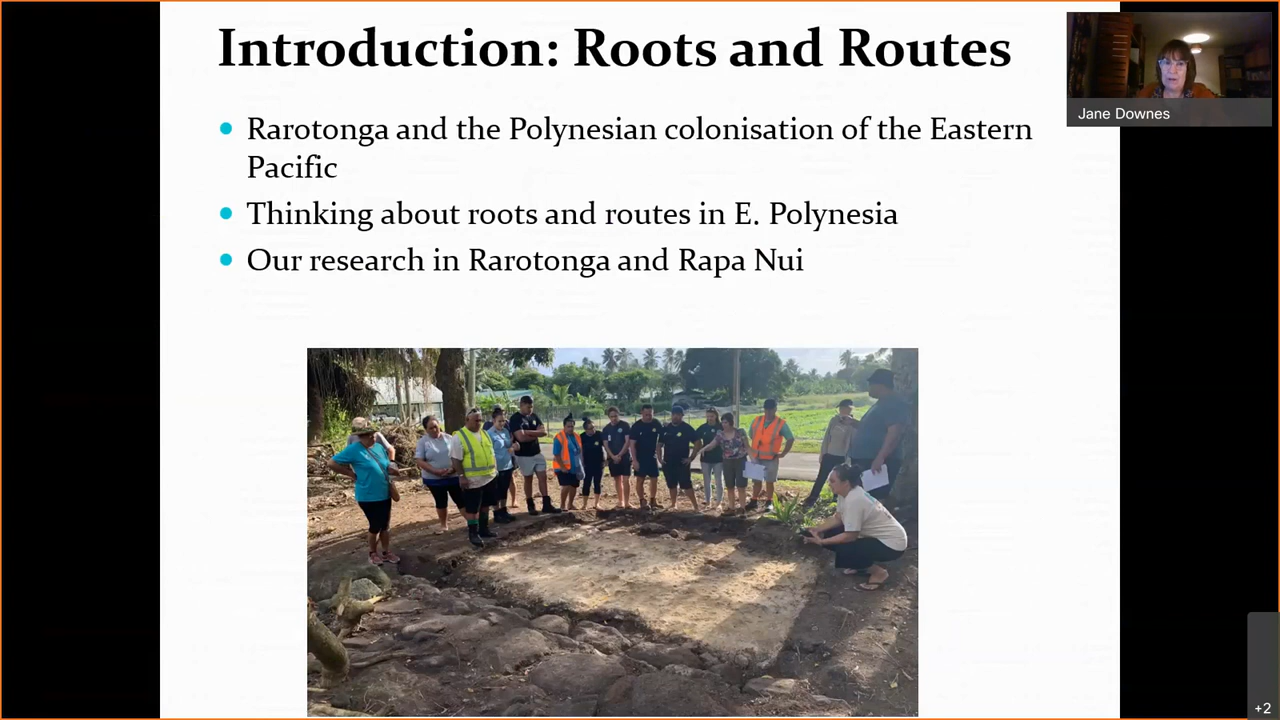 Introduction: Roots and Routes
Jane Downes
• Rarotonga and the Polynesian colonisation of the Eastern
Pacific
• Thinking about roots and routes in E. Polynesia
• Our research in Rarotonga and Rapa Nui
+2